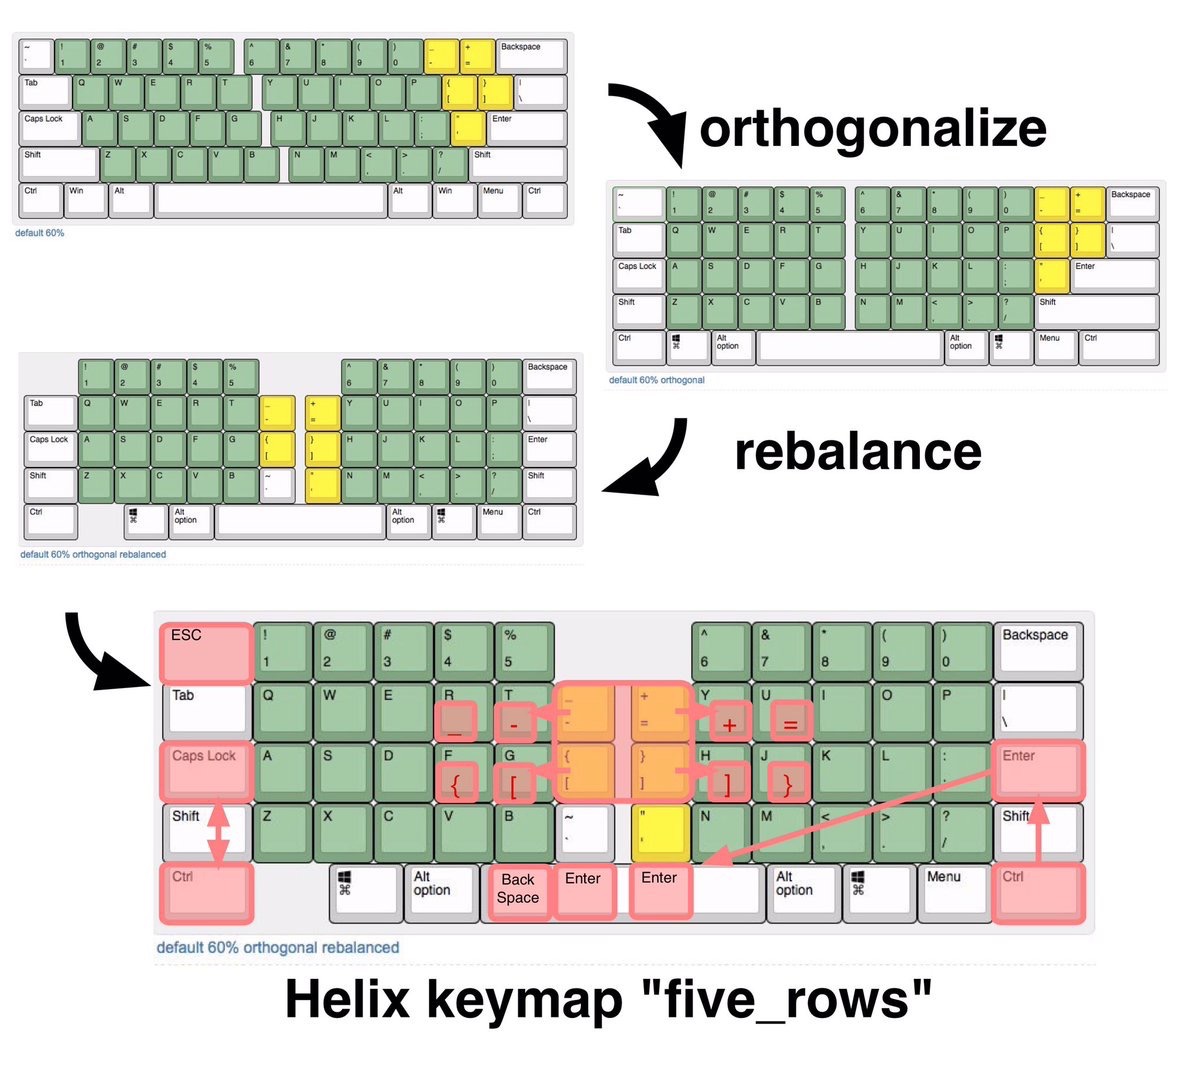 ~ ! @ # $ % ^ & * ( ) _ + Backspace
` 1 2 3 4 5 6 7 8 9 0 - =
Tab Q W E R T Y U I O P { } |
[ ] \
Caps Lock A S D F G H J K L : " Enter
; '
Shift Z X C V B N M < > ? Shift
, . /
Ctrl Win Alt Alt Win Menu Ctrl
default 60%
orthogonalize
~ ! @ # $ % ^ & * ( ) _ + Backspace
` 1 2 3 4 5 6 7 8 9 0 - =
Tab Q W E R T Y U I O P { } |
[ ] \
Caps Lock A S D F G H J K L : " Enter
; '
Shift Z X C V B N M < > ? Shift
, . /
Ctrl ⌘ Alt Alt ⌘ Menu Ctrl
option option
default 60% orthogonal
rebalance
! @ # $ % ^ & * ( ) Backspace
1 2 3 4 5 6 7 8 9 0
Tab Q W E R T _ + Y U I O P |
- = \
Caps Lock A S D F G { } H J K L : Enter
[ ] ;
Shift Z X C V B ~ " N M < > ? Shift
` ' , . /
Ctrl ⌘ Alt Alt ⌘ Menu Ctrl
option option
default 60% orthogonal rebalanced
ESC ! @ # $ % ^ & * ( ) Backspace
1 2 3 4 5 6 7 8 9 0
Tab Q W E R T _ + Y U I O P |
_ - - = + = \
Caps Lock A S D F G { } H J K L : Enter
{ [ [ ] ] }
Shift Z X C V B ~ " N M < > ? Shift
` ' , . /
Ctrl ⌘ Alt Back Enter Enter Alt ⌘ Menu Ctrl
option Space option
default 60% orthogonal rebalanced
Helix keymap "five_rows"